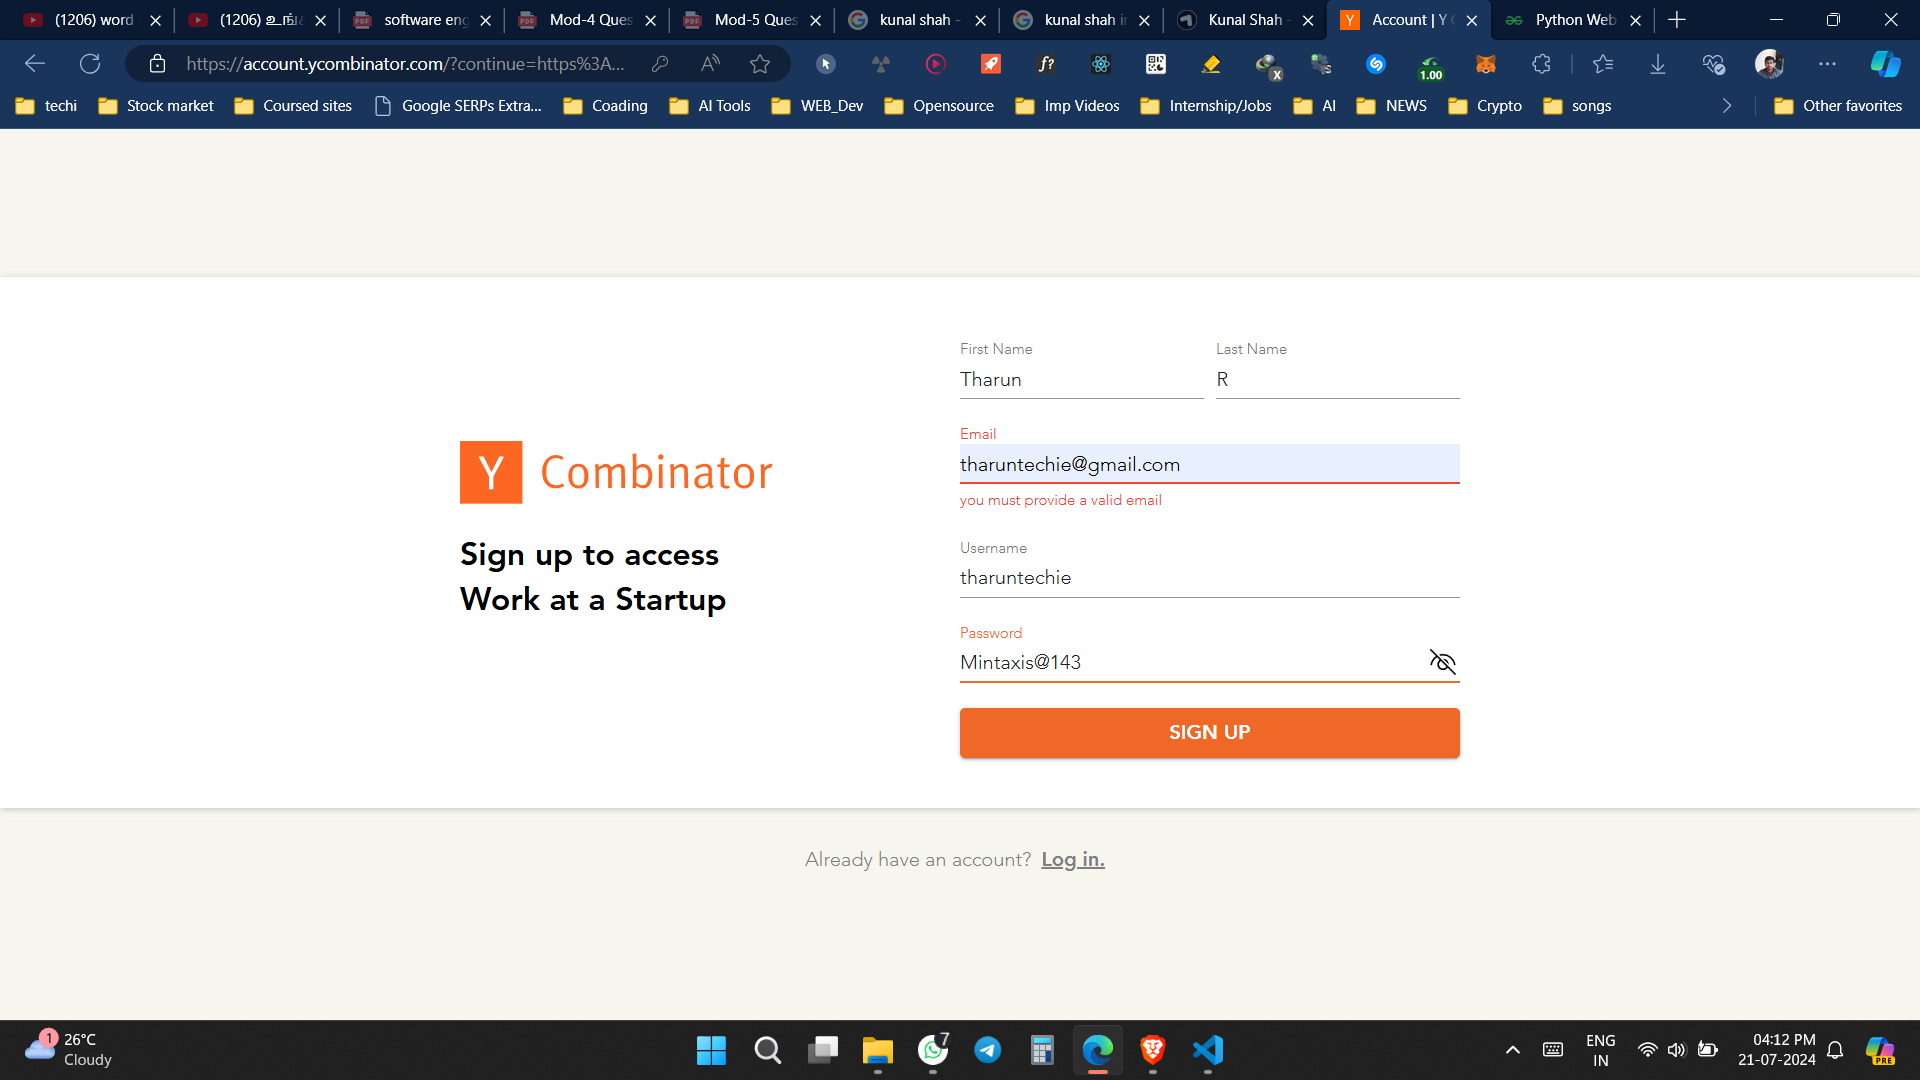 (1206) word
(1206) உங்க
software eng
Mod-4 Ques
Mod-5 Ques
kunal shah -
kunal shah in
Kunal Shah -
Account | Y C
Python Web
https://account.ycombinator.com/?continue=https%3A...
f?
X
1.00
techi
Stock market
Coursed sites
Google SERPs Extra...
Coading
AI Tools
WEB_Dev
Opensource
Imp Videos
Internship/Jobs
AI
NEWS
Crypto
songs
Other favorites
Y Combinator
Sign up to access
Work at a Startup
First Name
Last Name
Tharun
R
Email
tharuntechie@gmail.com
you must provide a valid email
Username
tharuntechie
Password
Mintaxis@143
SIGN UP
Already have an account? Log in.
1
26°C
Cloudy
7
ENG
IN
04:12 PM
21-07-2024
PRE